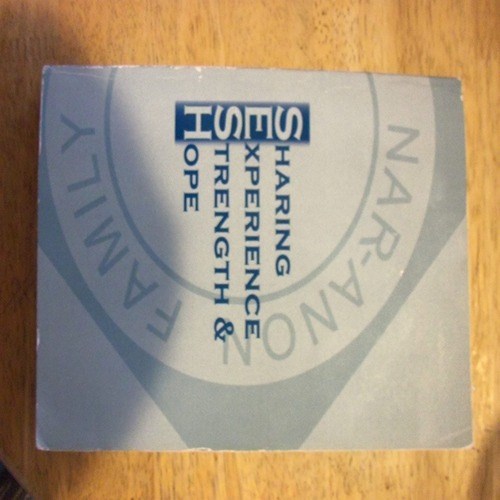 SHARING
EXPERIENCE
STRENGTH &
HOPE
NAR-ANON FAMILY